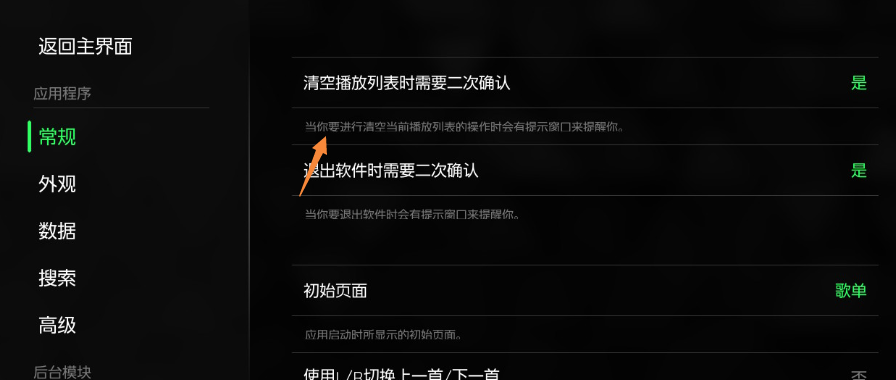 返回主界面
应用程序
常规
外观
数据
搜索
高级
后台模块
清空播放列表时需要二次确认 是
当你要进行清空当前播放列表的操作时会有提示窗口来提醒你。
退出软件时需要二次确认 是
当你要退出软件时会有提示窗口来提醒你。
初始页面 歌单
应用启动时所显示的初始页面。
使用L/R切换上一首/下一首 否